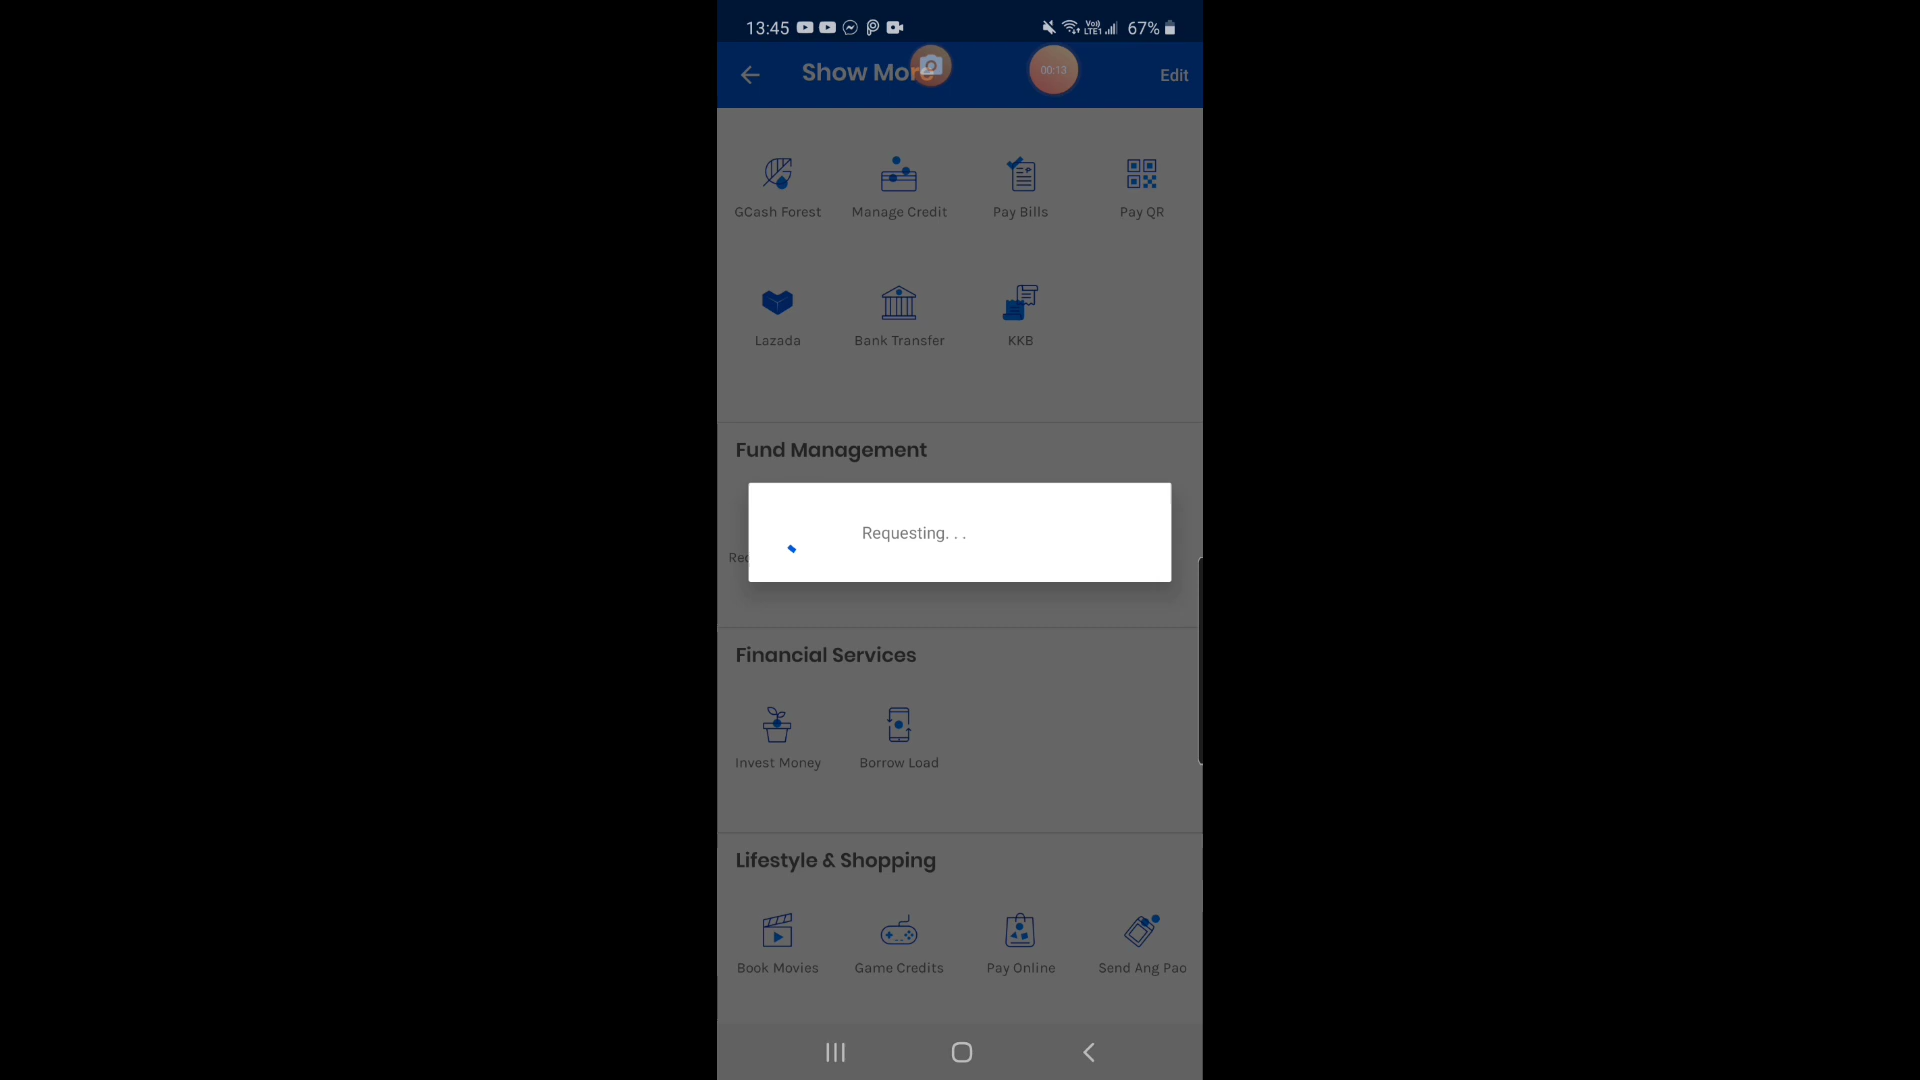 13:45
Vo))
LTE1
67%
Show More
00:13
Edit
GCash Forest
Manage Credit
Pay Bills
Pay QR
Lazada
Bank Transfer
KKB
Fund Management
Requesting. . .
Financial Services
Invest Money
Borrow Load
Lifestyle & Shopping
Book Movies
Game Credits
Pay Online
Send Ang Pao